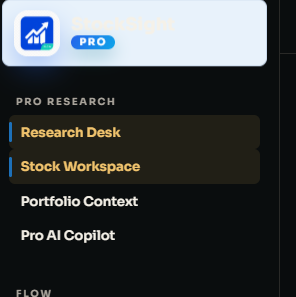 PRO
PRO RESEARCH
Research Desk
Stock Workspace
Portfolio Context
Pro AI Copilot
FLOW